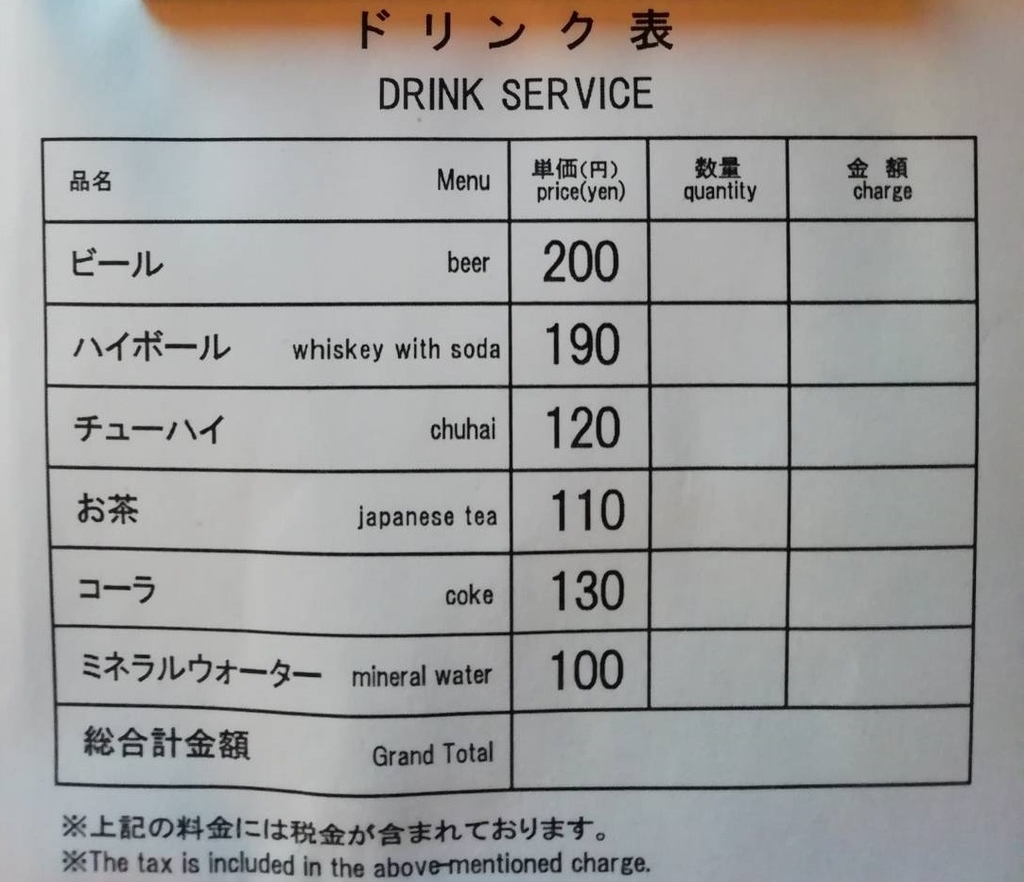 ドリンク表
DRINK SERVICE
品名 Menu 単価(円) 数量 金額
price(yen) quantity charge
ビール beer 200
ハイボール whiskey with soda 190
チューハイ chuhai 120
お茶 japanese tea 110
コーラ coke 130
ミネラルウォーター mineral water 100
総合計金額 Grand Total
※上記の料金には税金が含まれております。
※The tax is included in the above-mentioned charge.